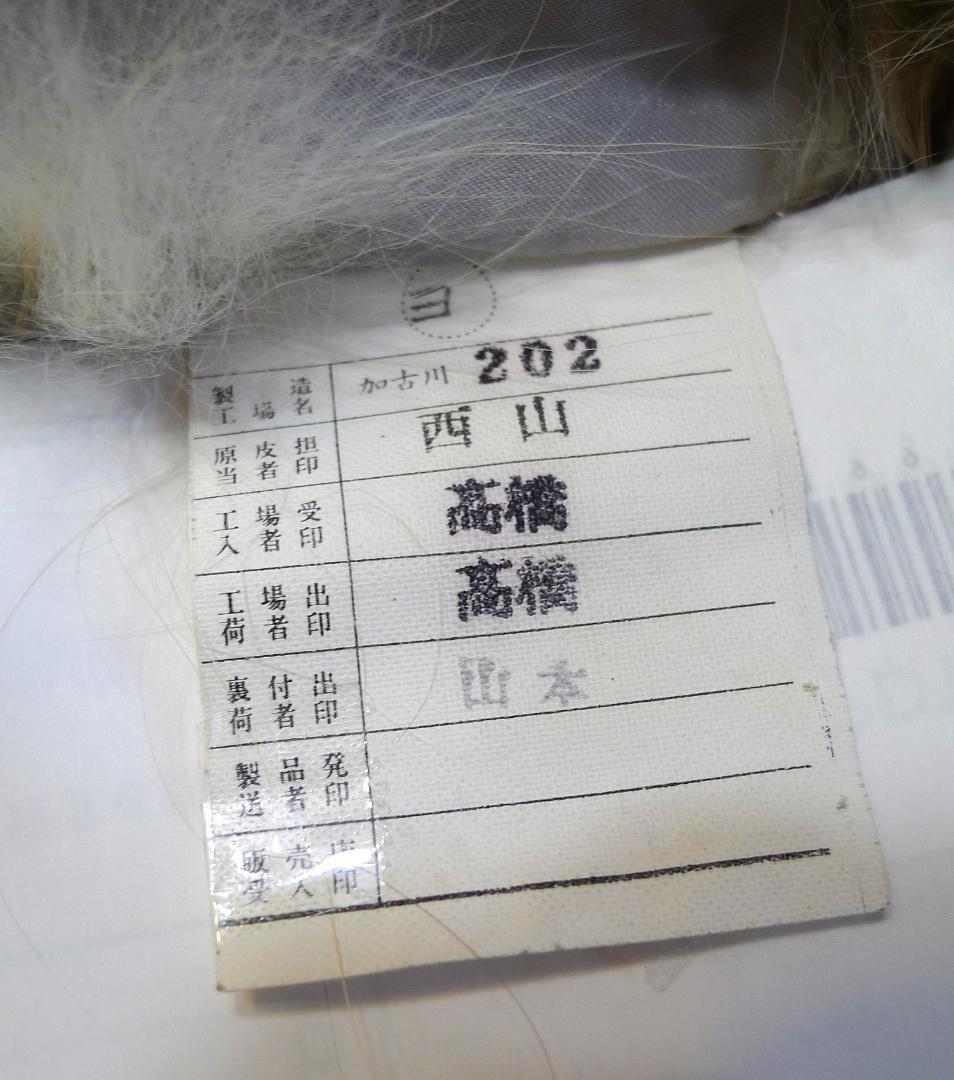 ヨ
製造
工場名
加古川 202
原皮担
当者印
西山
工場受
入者印
高橋
工場出
荷者印
高橋
裏付出
荷者印
山本
製品発
送者印
販売店
受入印